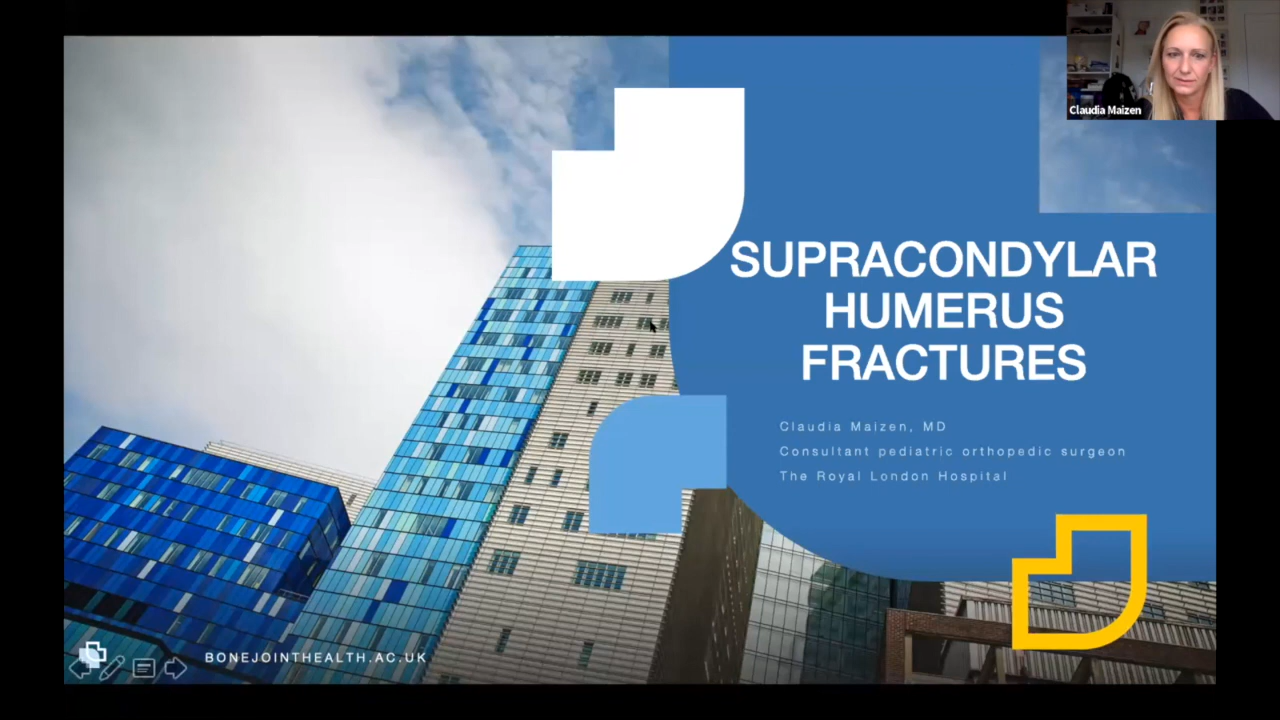 Claudia Maizen
SUPRACONDYLAR
HUMERUS
FRACTURES
Claudia Maizen, MD
Consultant pediatric orthopedic surgeon
The Royal London Hospital
BONEJOINTHEALTH.AC.UK